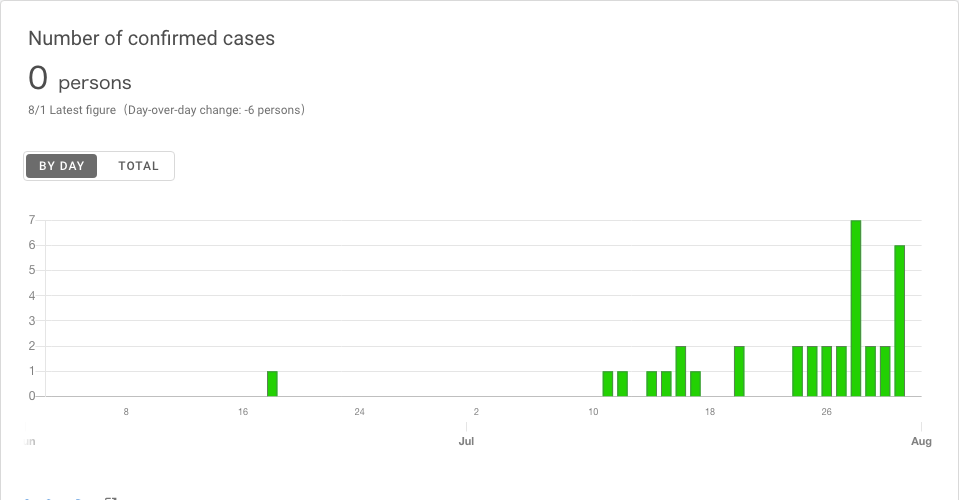 Number of confirmed cases
0 persons
8/1 Latest figure（Day-over-day change: -6 persons）
BY DAY TOTAL
7
6
5
4
3
2
1
0
8 16 24 2 10 18 26
Jul Aug